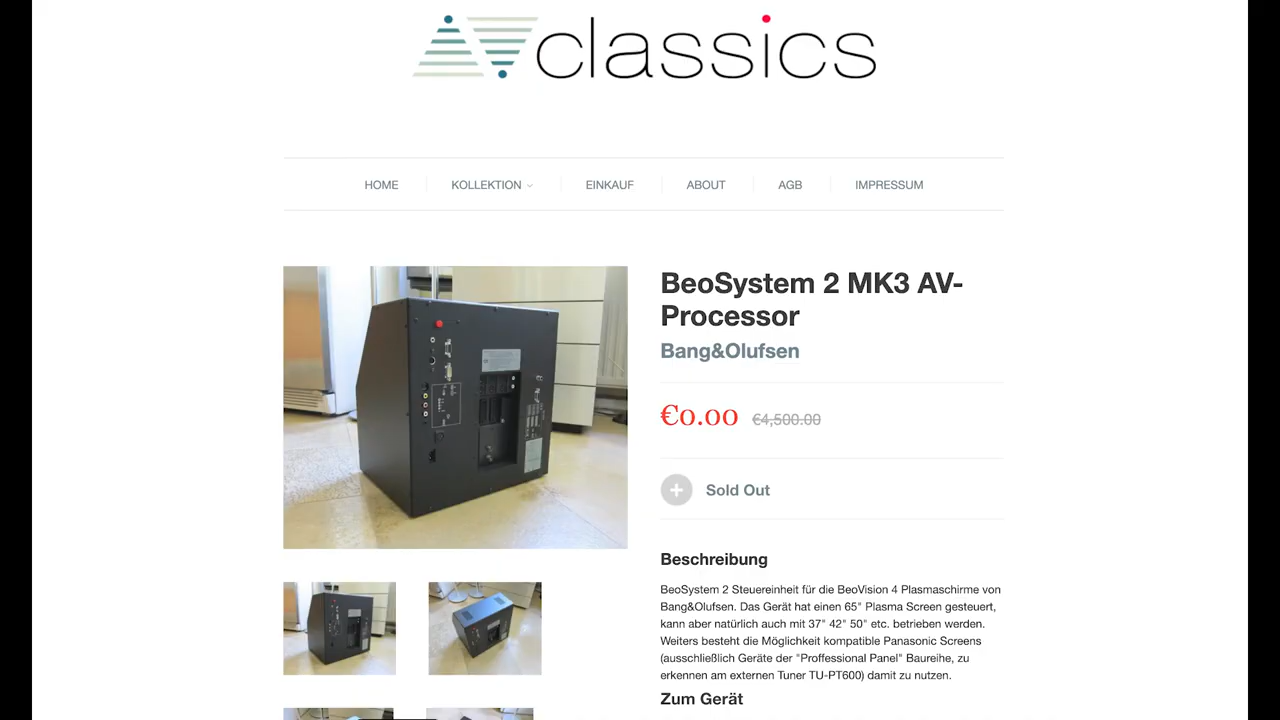 AVclassics
HOME
KOLLEKTION
EINKAUF
ABOUT
AGB
IMPRESSUM
BeoSystem 2 MK3 AV-
Processor
Bang&Olufsen
€0.00 €4,500.00
Sold Out
Beschreibung
BeoSystem 2 Steuereinheit für die BeoVision 4 Plasmaschirme von
Bang&Olufsen. Das Gerät hat einen 65" Plasma Screen gesteuert,
kann aber natürlich auch mit 37" 42" 50" etc. betrieben werden.
Weiters besteht die Möglichkeit kompatible Panasonic Screens
(ausschließlich Geräte der "Proffessional Panel" Baureihe, zu
erkennen am externen Tuner TU-PT600) damit zu nutzen.
Zum Gerät